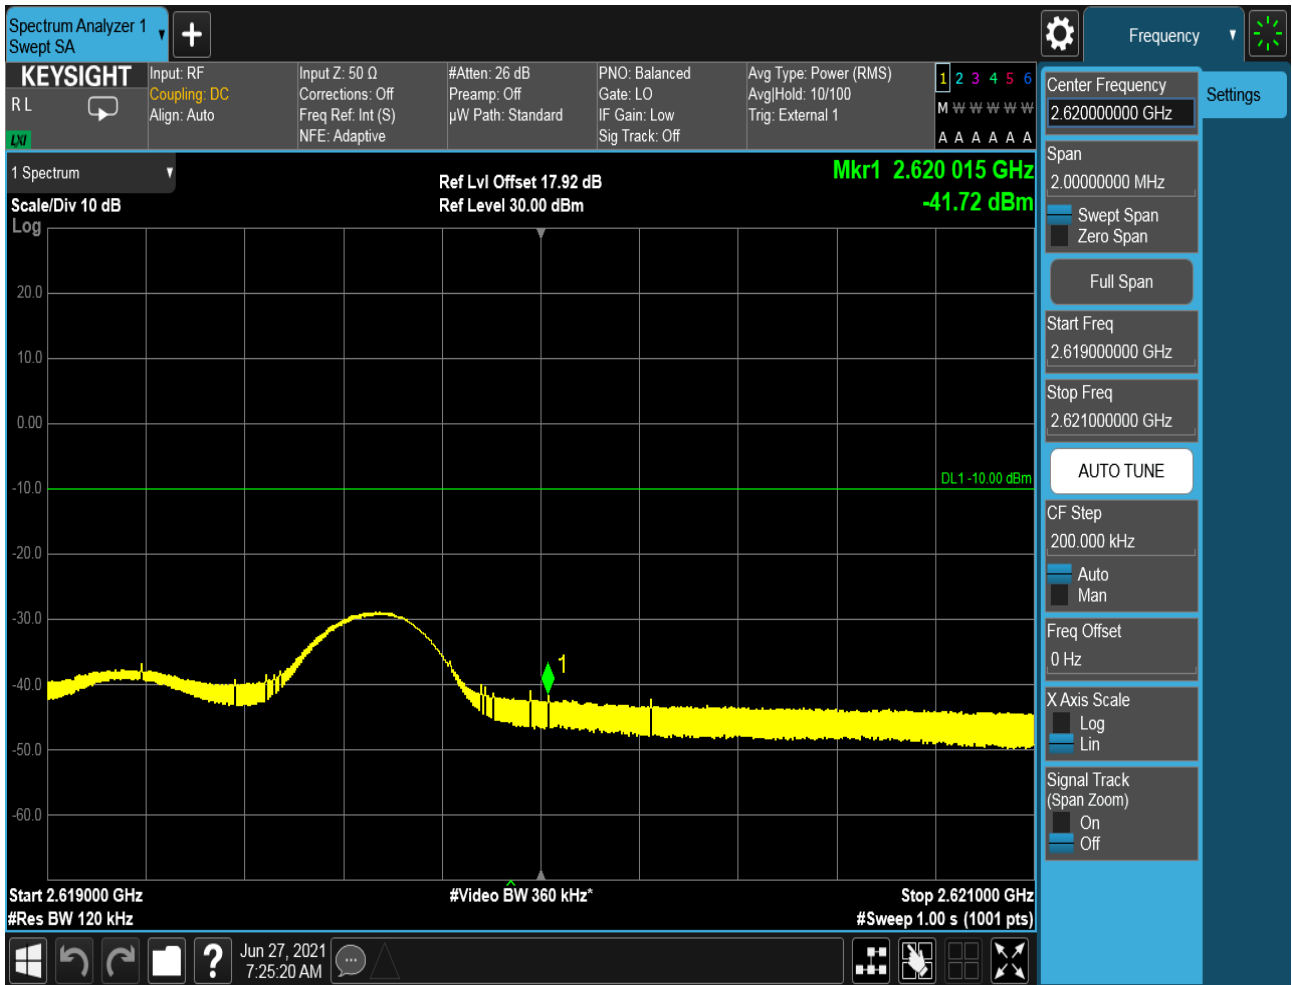 Spectrum Analyzer 1
Swept SA
Frequency
KEYSIGHT
R L
LXI
Input: RF
Coupling: DC
Align: Auto
Input Z: 50 Ω
Corrections: Off
Freq Ref: Int (S)
NFE: Adaptive
#Atten: 26 dB
Preamp: Off
µW Path: Standard
PNO: Balanced
Gate: LO
IF Gain: Low
Sig Track: Off
Avg Type: Power (RMS)
Avg|Hold: 10/100
Trig: External 1
1 2 3 4 5 6
M W W W W W
A A A A A A
1 Spectrum
Scale/Div 10 dB
Log
Ref Lvl Offset 17.92 dB
Ref Level 30.00 dBm
Mkr1 2.620 015 GHz
-41.72 dBm
20.0
10.0
0.00
-10.0
-20.0
-30.0
-40.0
-50.0
-60.0
DL1 -10.00 dBm
1
Start 2.619000 GHz
#Res BW 120 kHz
#Video BW 360 kHz*
Stop 2.621000 GHz
#Sweep 1.00 s (1001 pts)
Jun 27, 2021
7:25:20 AM
?
Center Frequency
2.620000000 GHz
Settings
Span
2.00000000 MHz
Swept Span
Zero Span
Full Span
Start Freq
2.619000000 GHz
Stop Freq
2.621000000 GHz
AUTO TUNE
CF Step
200.000 kHz
Auto
Man
Freq Offset
0 Hz
X Axis Scale
Log
Lin
Signal Track
(Span Zoom)
On
Off